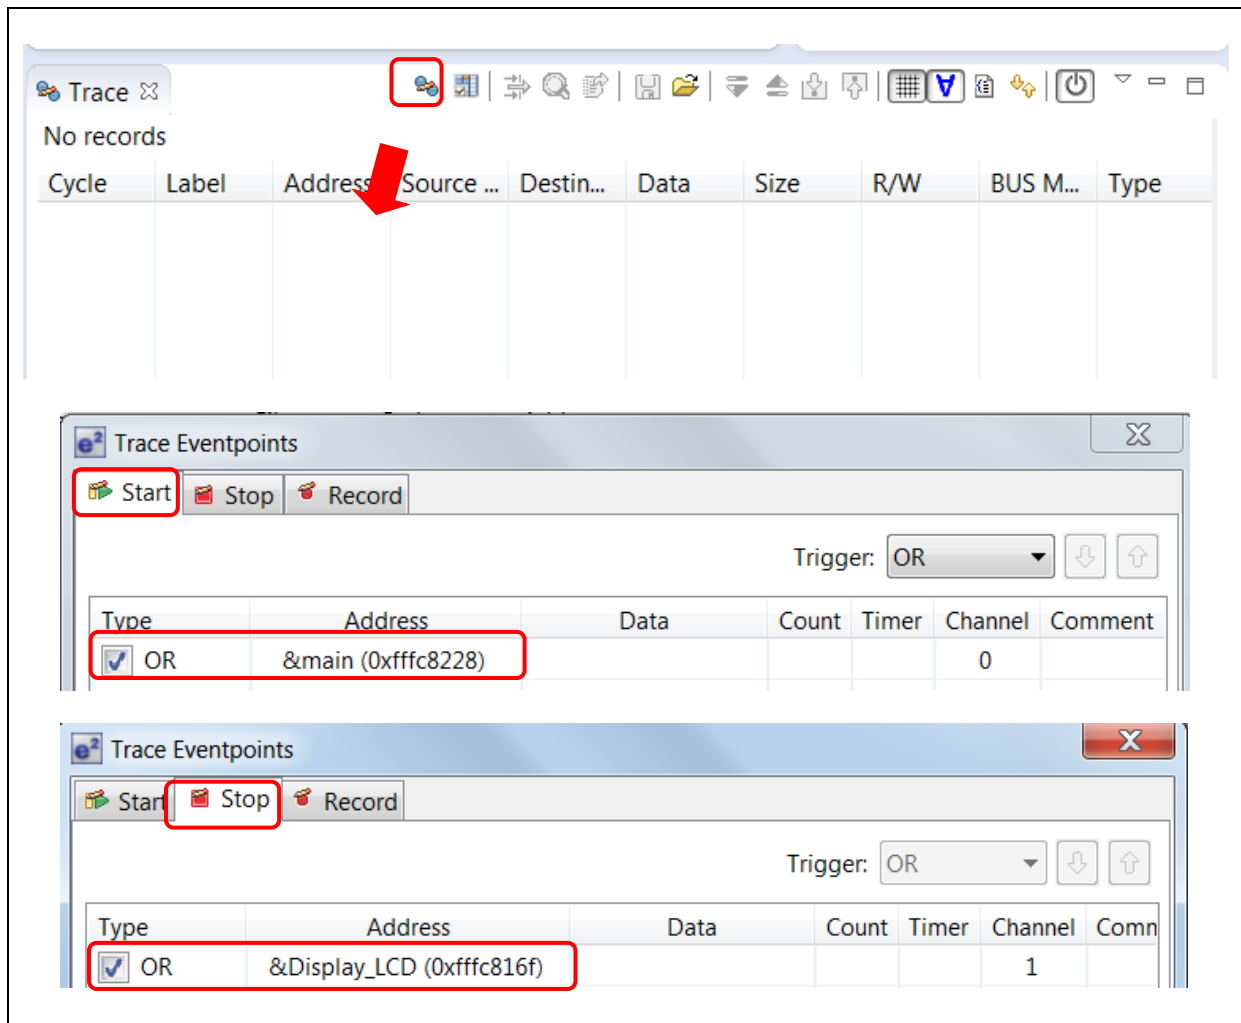 Trace
No records
Cycle Label Address Source ... Destin... Data Size R/W BUS M... Type
e² Trace Eventpoints
Start Stop Record
Trigger: OR
Type Address Data Count Timer Channel Comment
OR &main (0xfffc8228) 0
e² Trace Eventpoints
Start Stop Record
Trigger: OR
Type Address Data Count Timer Channel Comn
OR &Display_LCD (0xfffc816f) 1